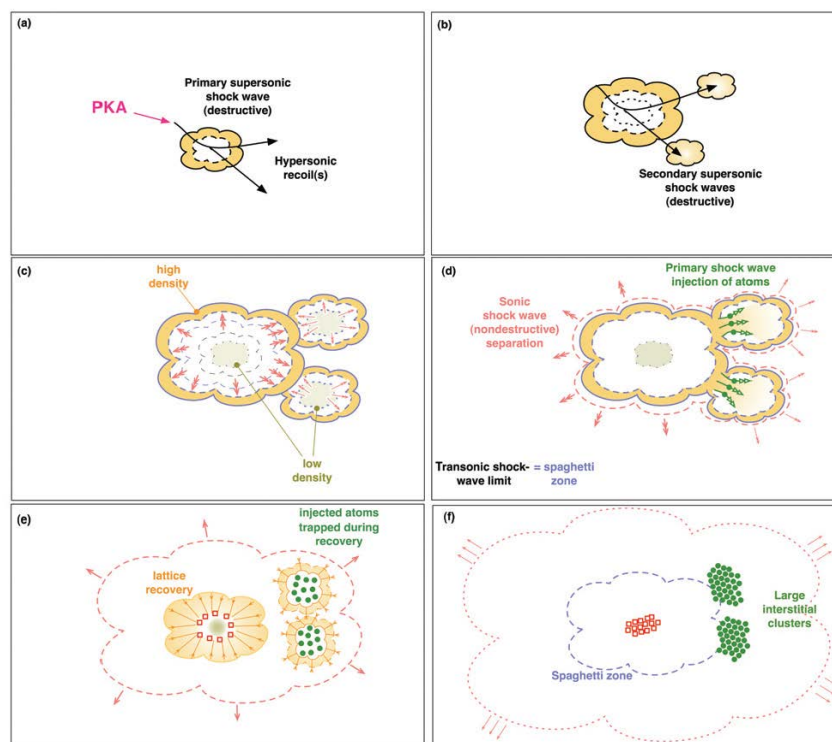 (a)
Primary supersonic
shock wave
(destructive)
PKA
Hypersonic
recoil(s)
(b)
Secondary supersonic
shock waves
(destructive)
(c)
high
density
low
density
(d)
Primary shock wave
injection of atoms
Sonic
shock wave
(nondestructive)
separation
Transonic shock- = spaghetti
wave limit zone
(e)
injected atoms
trapped during
recovery
lattice
recovery
(f)
Large
interstitial
clusters
Spaghetti zone